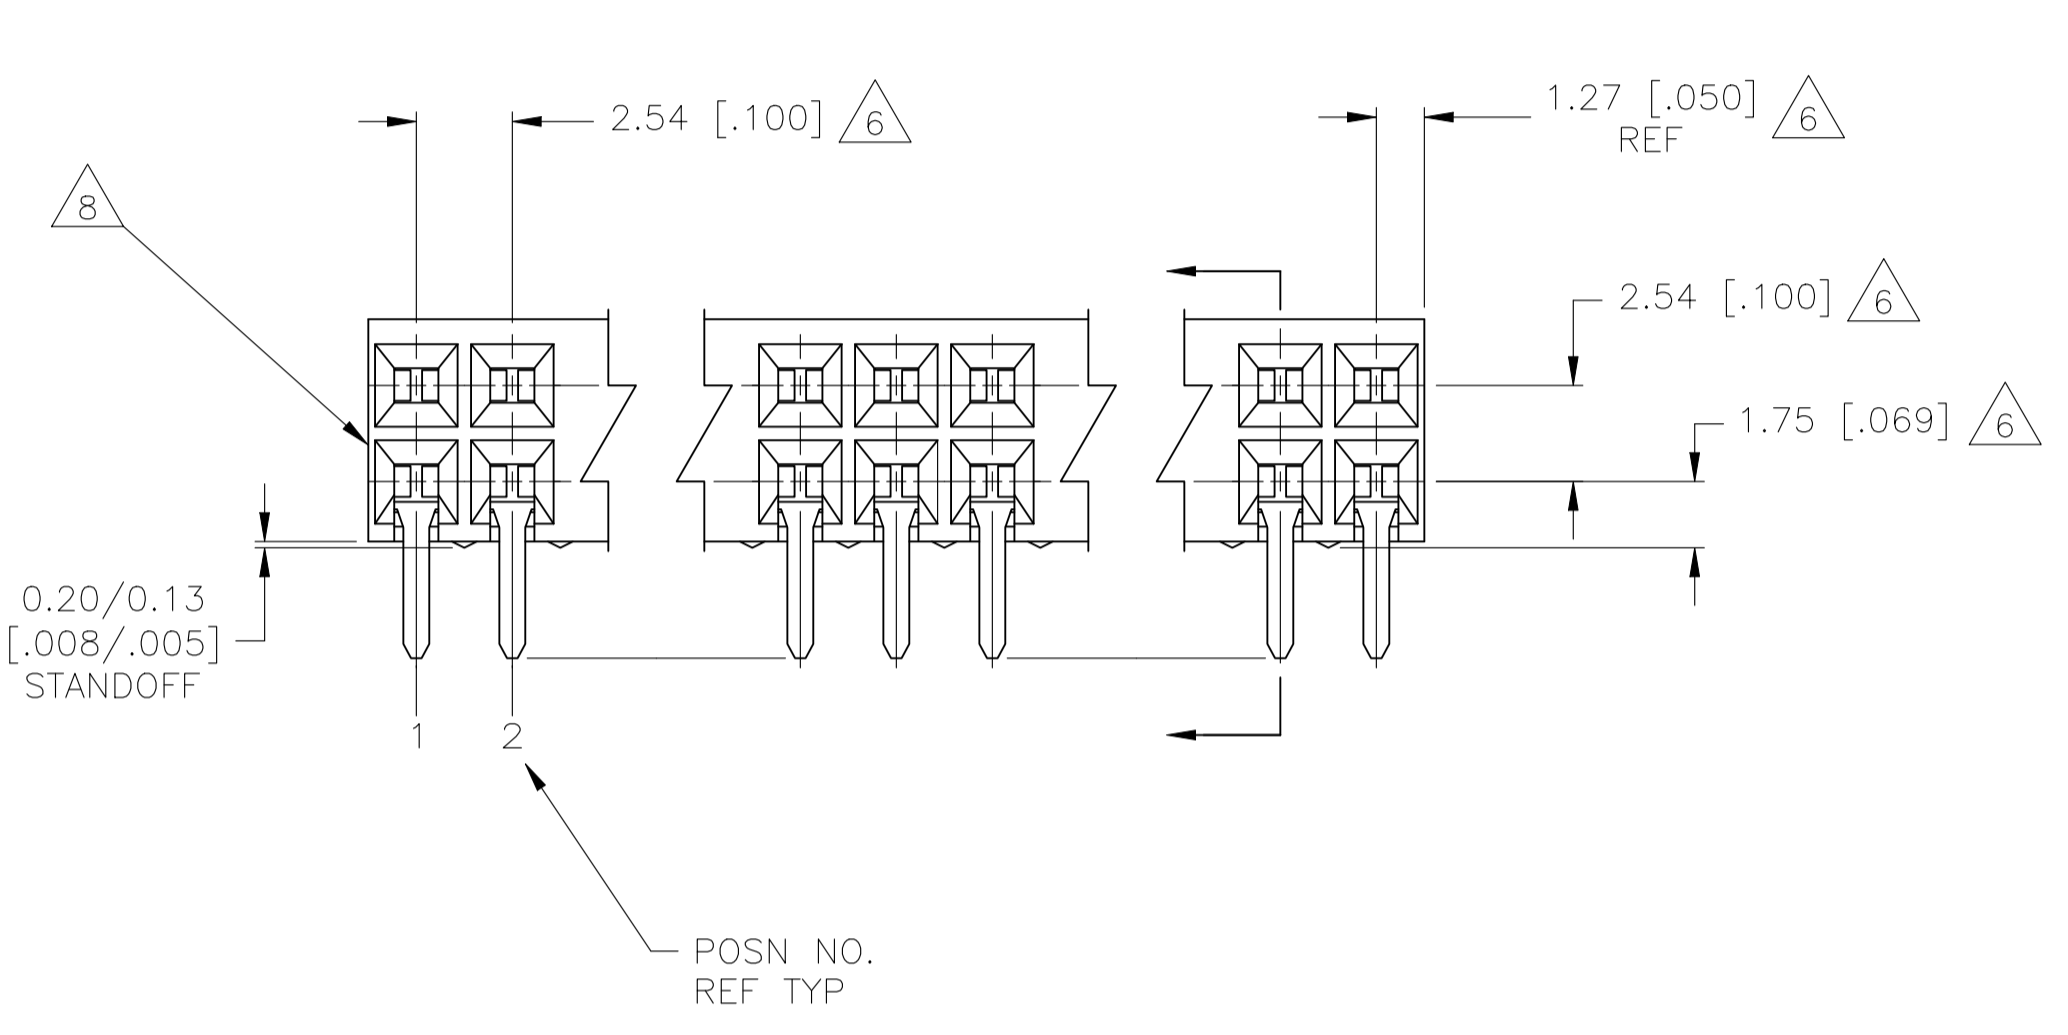 2.54 [.100] 6
1.27 [.050] 6
REF
8
2.54 [.100] 6
1.75 [.069] 6
0.20/0.13
[.008/.005]
STANDOFF
1 2
POSN NO.
REF TYP